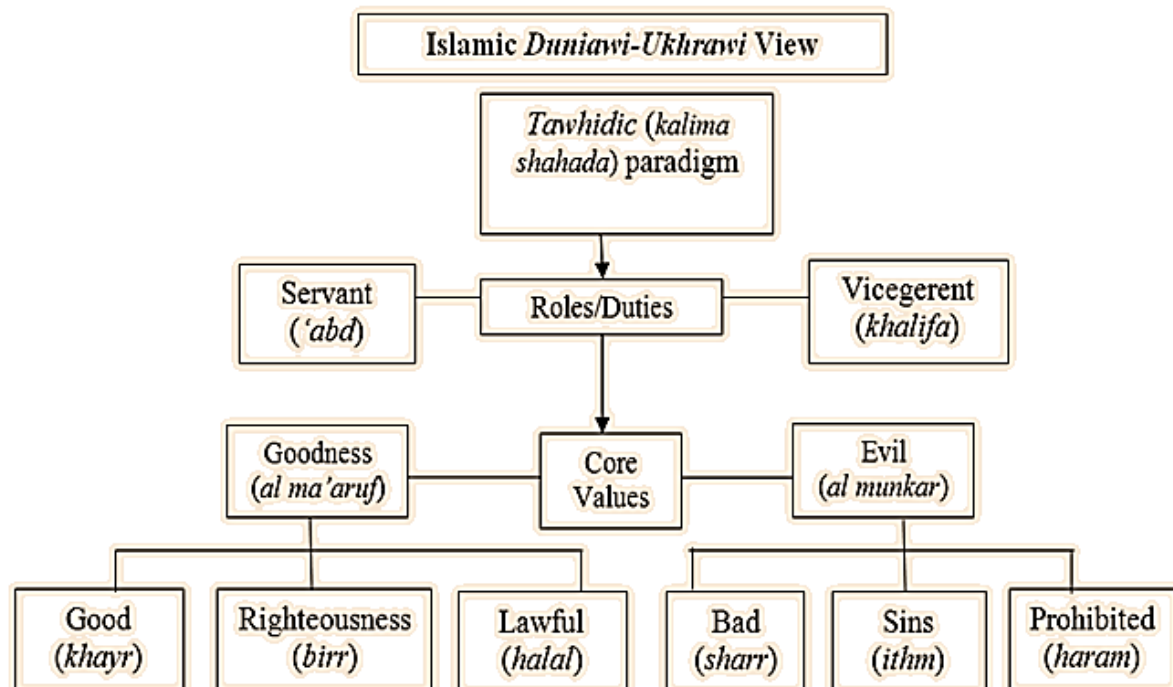 Islamic Duniawi-Ukhrawi View
Tawhidic (kalima
shahada) paradigm
Servant
(‘abd)
Roles/Duties
Vicegerent
(khalifa)
Goodness
(al ma’aruf)
Core
Values
Evil
(al munkar)
Good
(khayr)
Righteousness
(birr)
Lawful
(halal)
Bad
(sharr)
Sins
(ithm)
Prohibited
(haram)